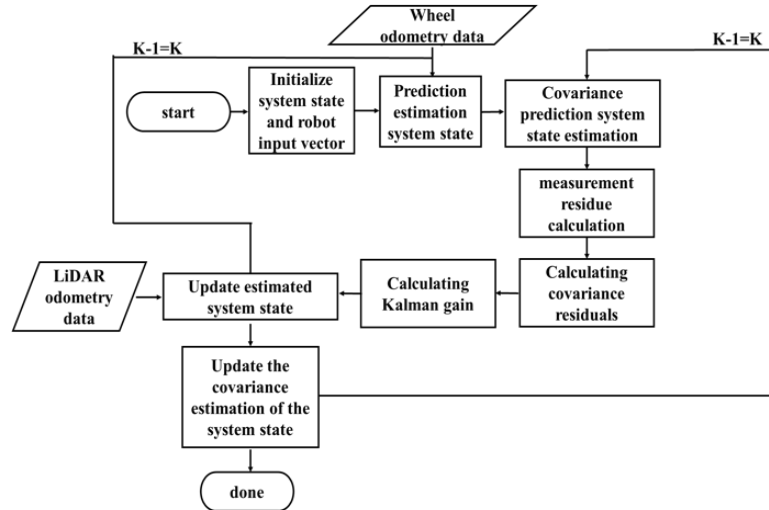 Wheel
odometry data
K-1=K
K-1=K
start
Initialize
system state
and robot
input vector
Prediction
estimation
system state
Covariance
prediction system
state estimation
measurement
residue
calculation
LiDAR
odometry
data
Update estimated
system state
Calculating
Kalman gain
Calculating
covariance
residuals
Update the
covariance
estimation of the
system state
done